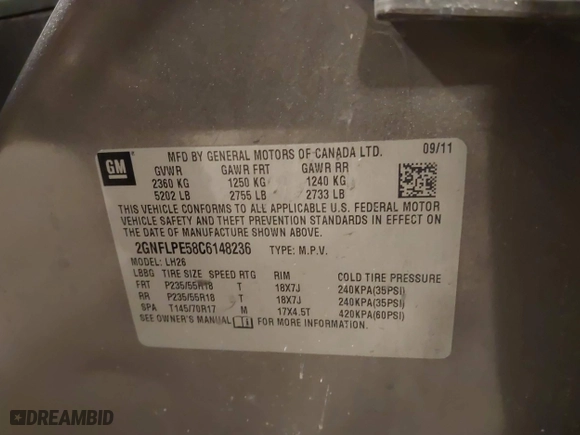 GM
MFD BY GENERAL MOTORS OF CANADA LTD. 09/11
GVWR GAWR FRT GAWR RR
2360 KG 1250 KG 1240 KG
5202 LB 2755 LB 2733 LB
THIS VEHICLE CONFORMS TO ALL APPLICABLE U.S. FEDERAL MOTOR
VEHICLE SAFETY AND THEFT PREVENTION STANDARDS IN EFFECT ON
THE DATE OF MANUFACTURE SHOWN ABOVE.
2GNFLPE58C6148236 TYPE: M.P.V.
MODEL: LH26
LBBG TIRE SIZE SPEED RTG RIM COLD TIRE PRESSURE
FRT P235/55R18 T 18X7J 240KPA(35PSI)
RR P235/55R18 T 18X7J 240KPA(35PSI)
SPA T145/70R17 M 17X4.5T 420KPA(60PSI)
SEE OWNER'S MANUAL FOR MORE INFORMATION.
DREAMBID